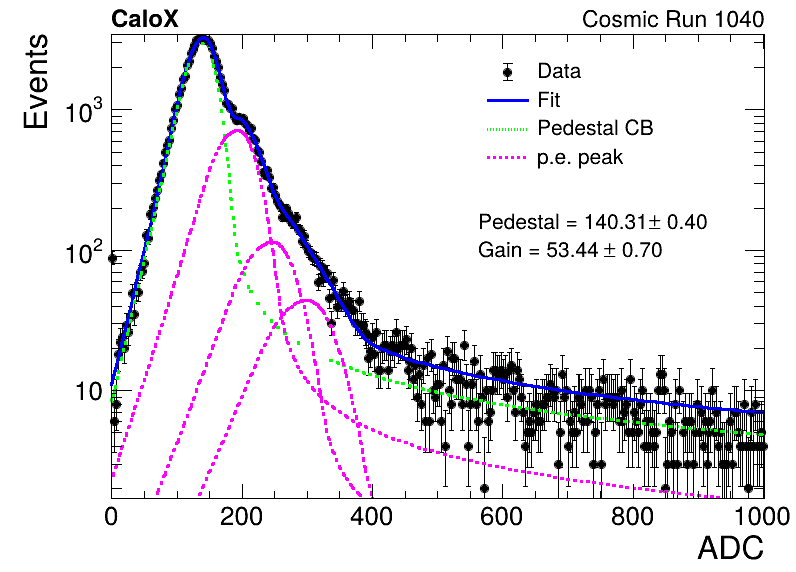 CaloX Cosmic Run 1040
Events
Data
Fit
Pedestal CB
p.e. peak
Pedestal = 140.31± 0.40
Gain = 53.44 ± 0.70
10³
10²
10
0 200 400 600 800 1000
ADC